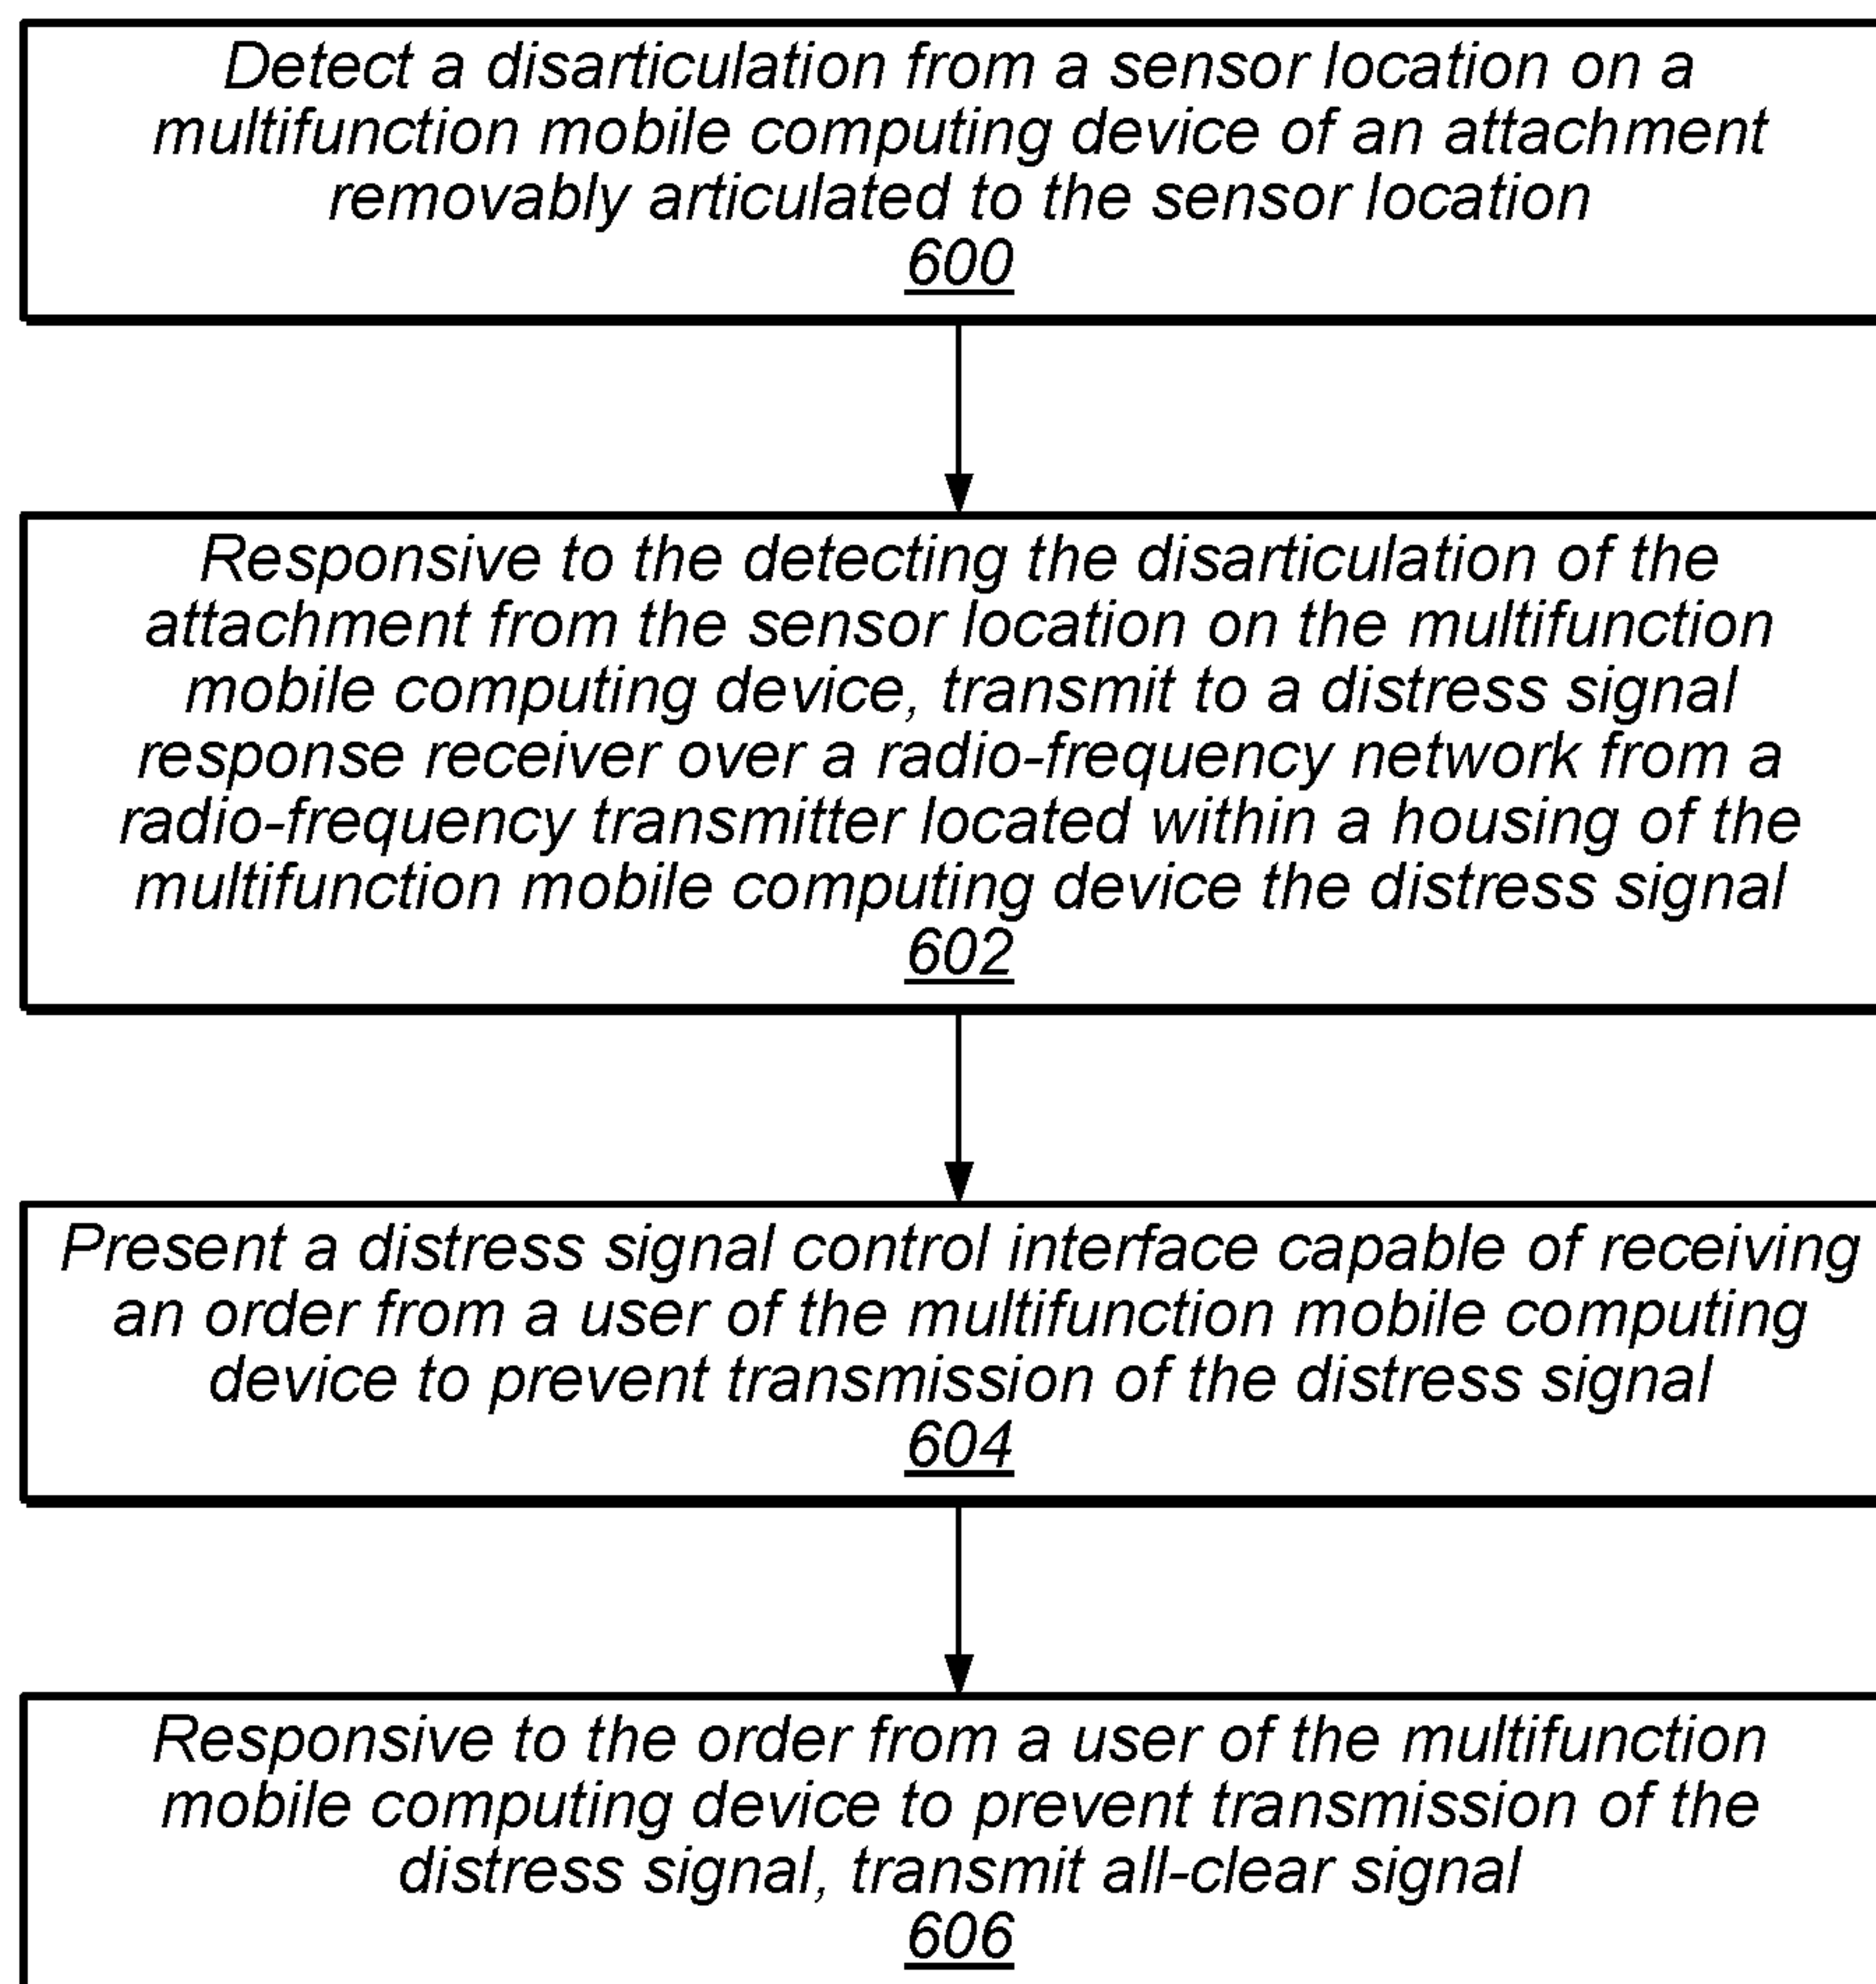 Detect a disarticulation from a sensor location on a
multifunction mobile computing device of an attachment
removably articulated to the sensor location
600
Responsive to the detecting the disarticulation of the
attachment from the sensor location on the multifunction
mobile computing device, transmit to a distress signal
response receiver over a radio-frequency network from a
radio-frequency transmitter located within a housing of the
multifunction mobile computing device the distress signal
602
Present a distress signal control interface capable of receiving
an order from a user of the multifunction mobile computing
device to prevent transmission of the distress signal
604
Responsive to the order from a user of the multifunction
mobile computing device to prevent transmission of the
distress signal, transmit all-clear signal
606